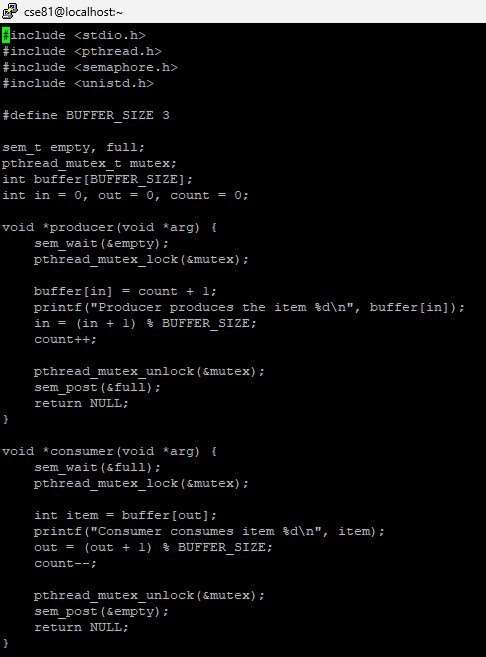 cse81@localhost:~
#include <stdio.h>
#include <pthread.h>
#include <semaphore.h>
#include <unistd.h>
#define BUFFER_SIZE 3
sem_t empty, full;
pthread_mutex_t mutex;
int buffer[BUFFER_SIZE];
int in = 0, out = 0, count = 0;
void *producer(void *arg) {
    sem_wait(&empty);
    pthread_mutex_lock(&mutex);
    buffer[in] = count + 1;
    printf("Producer produces the item %d\n", buffer[in]);
    in = (in + 1) % BUFFER_SIZE;
    count++;
    pthread_mutex_unlock(&mutex);
    sem_post(&full);
    return NULL;
}
void *consumer(void *arg) {
    sem_wait(&full);
    pthread_mutex_lock(&mutex);
    int item = buffer[out];
    printf("Consumer consumes item %d\n", item);
    out = (out + 1) % BUFFER_SIZE;
    count--;
    pthread_mutex_unlock(&mutex);
    sem_post(&empty);
    return NULL;
}